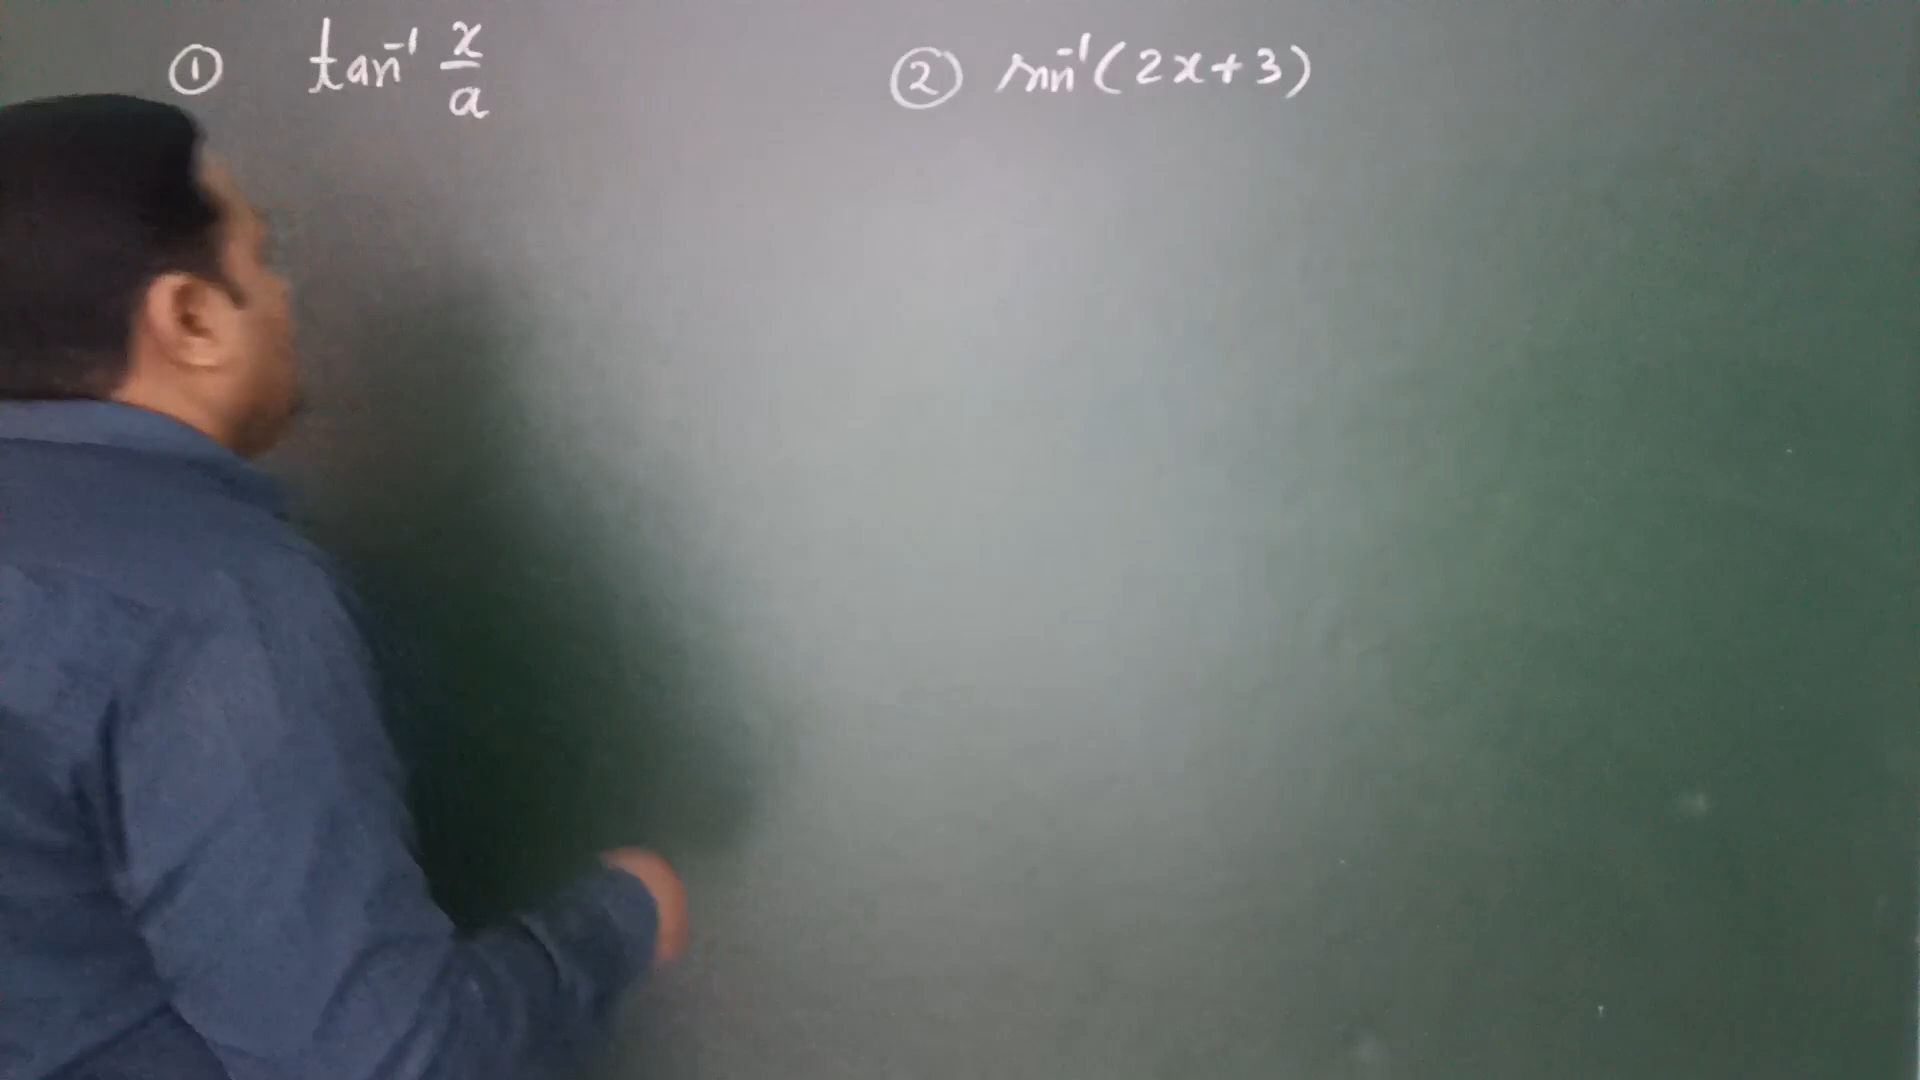 ① tan⁻¹ x/a
② sin⁻¹(2x+3)